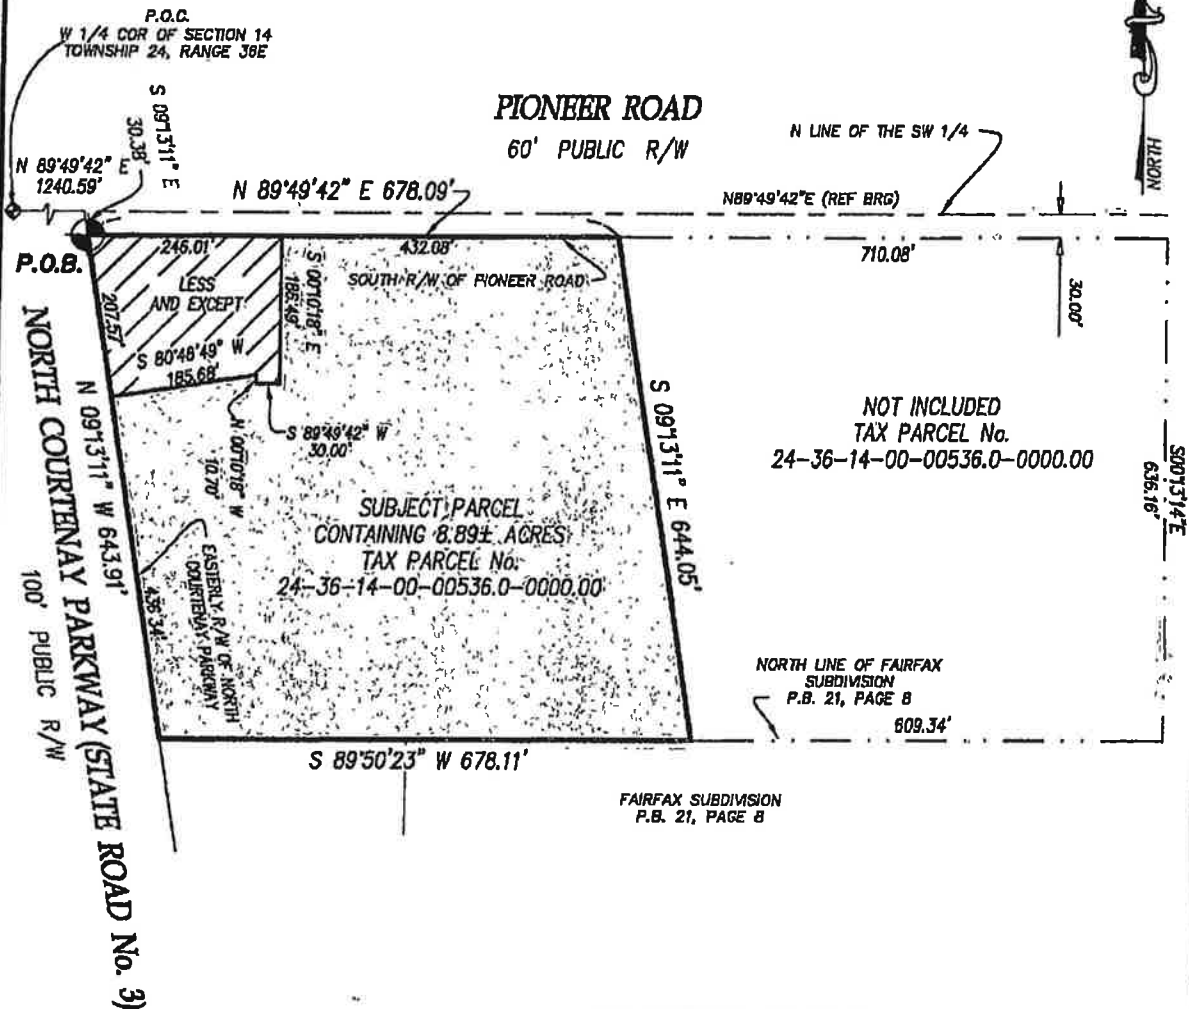 P.O.C.
W 1/4 COR OF SECTION 14
TOWNSHIP 24, RANGE 36E
S 09°13'11" E
30.38'
N 89°49'42" E
1240.59'
PIONEER ROAD
60' PUBLIC R/W
N LINE OF THE SW 1/4
NORTH
N 89°49'42" E 678.09'
N89°49'42"E (REF BRG)
P.O.B.
246.01'
432.08'
710.08'
SOUTH R/W OF PIONEER ROAD
30.00'
LESS
AND EXCEPT
207.57'
S 00°10'18" E
186.49'
S 80°48'49" W
185.68'
S 89°49'42" W
30.00'
N 00°10'18" W
10.70'
NORTH COURTENAY PARKWAY (STATE ROAD No. 3)
100' PUBLIC R/W
N 09°13'11" W 643.91'
436.34'
EASTERLY R/W OF NORTH
COURTENAY PARKWAY
SUBJECT PARCEL
CONTAINING 8.89± ACRES
TAX PARCEL No.
24-36-14-00-00536.0-0000.00
S 09°13'11" E 644.05'
NOT INCLUDED
TAX PARCEL No.
24-36-14-00-00536.0-0000.00
S00°13'14"E
636.16'
NORTH LINE OF FAIRFAX
SUBDIVISION
P.B. 21, PAGE 8
609.34'
S 89°50'23" W 678.11'
FAIRFAX SUBDIVISION
P.B. 21, PAGE 8